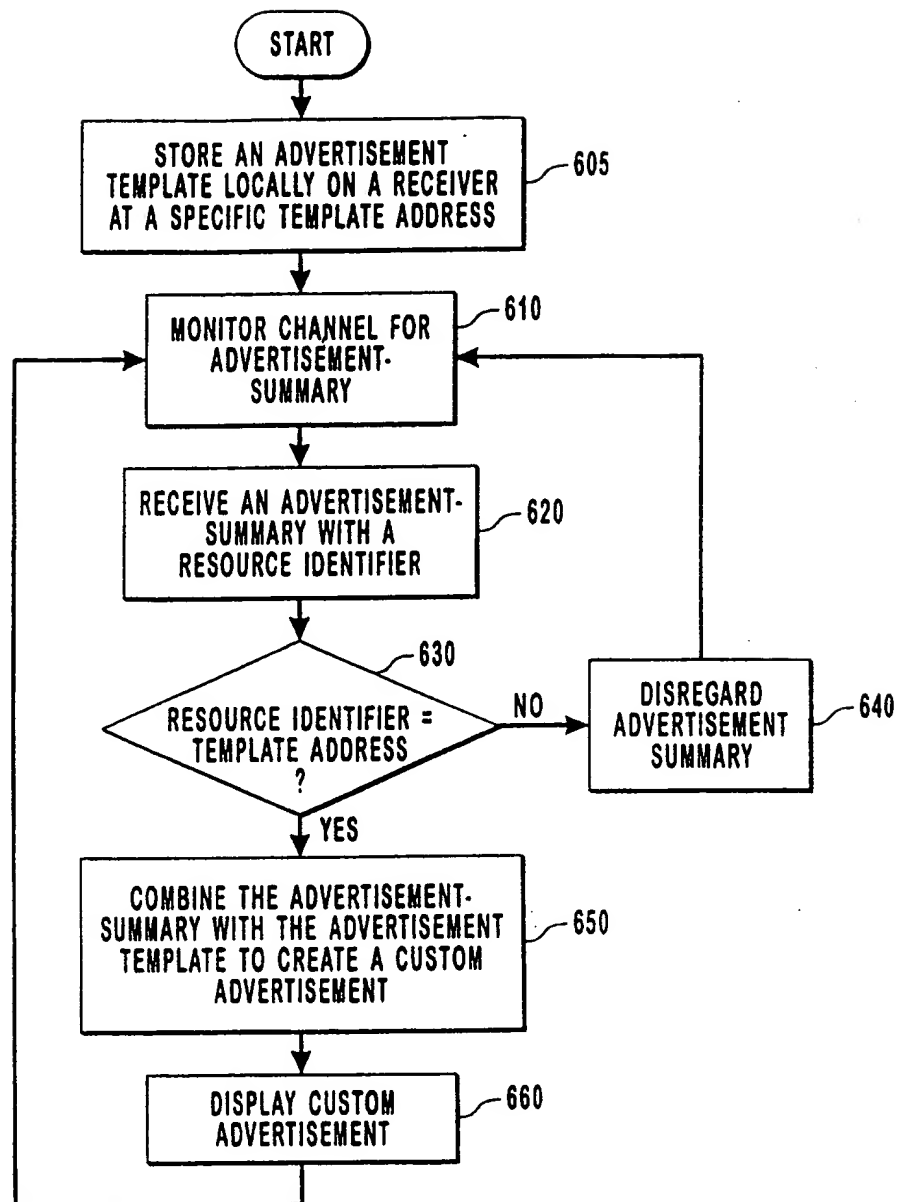 START
STORE AN ADVERTISEMENT
TEMPLATE LOCALLY ON A RECEIVER
AT A SPECIFIC TEMPLATE ADDRESS
605
MONITOR CHANNEL FOR
ADVERTISEMENT-
SUMMARY
610
RECEIVE AN ADVERTISEMENT-
SUMMARY WITH A
RESOURCE IDENTIFIER
620
RESOURCE IDENTIFIER =
TEMPLATE ADDRESS
?
630
NO
DISREGARD
ADVERTISEMENT
SUMMARY
640
YES
COMBINE THE ADVERTISEMENT-
SUMMARY WITH THE ADVERTISEMENT
TEMPLATE TO CREATE A CUSTOM
ADVERTISEMENT
650
DISPLAY CUSTOM
ADVERTISEMENT
660